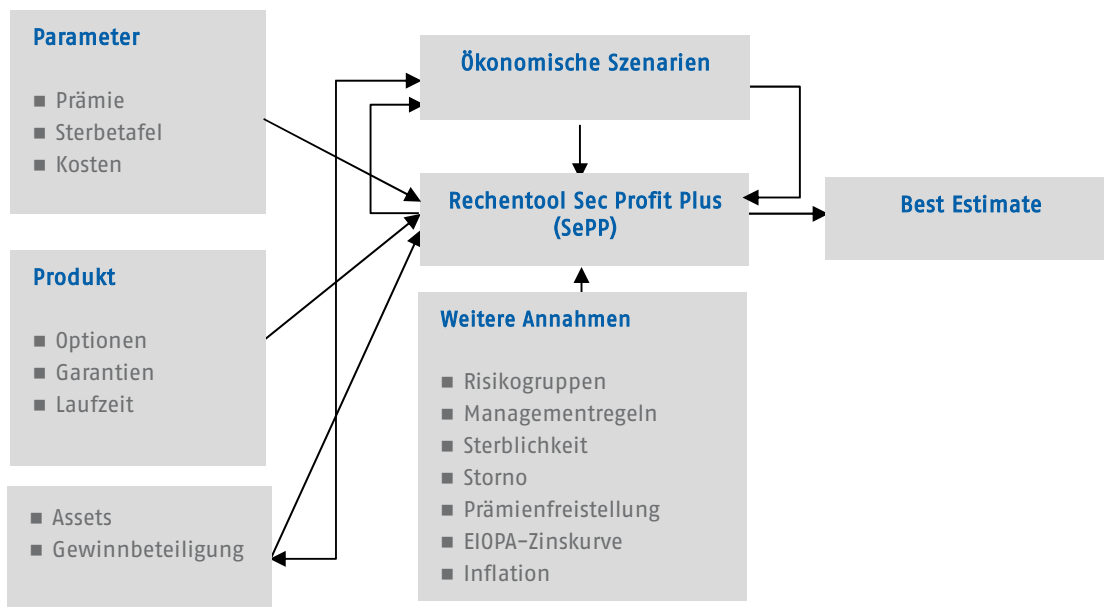 Parameter
■ Prämie
■ Sterbetafel
■ Kosten
Produkt
■ Optionen
■ Garantien
■ Laufzeit
■ Assets
■ Gewinnbeteiligung
Ökonomische Szenarien
Rechentool Sec Profit Plus
(SePP)
Weitere Annahmen
■ Risikogruppen
■ Managementregeln
■ Sterblichkeit
■ Storno
■ Prämienfreistellung
■ EIOPA-Zinskurve
■ Inflation
Best Estimate